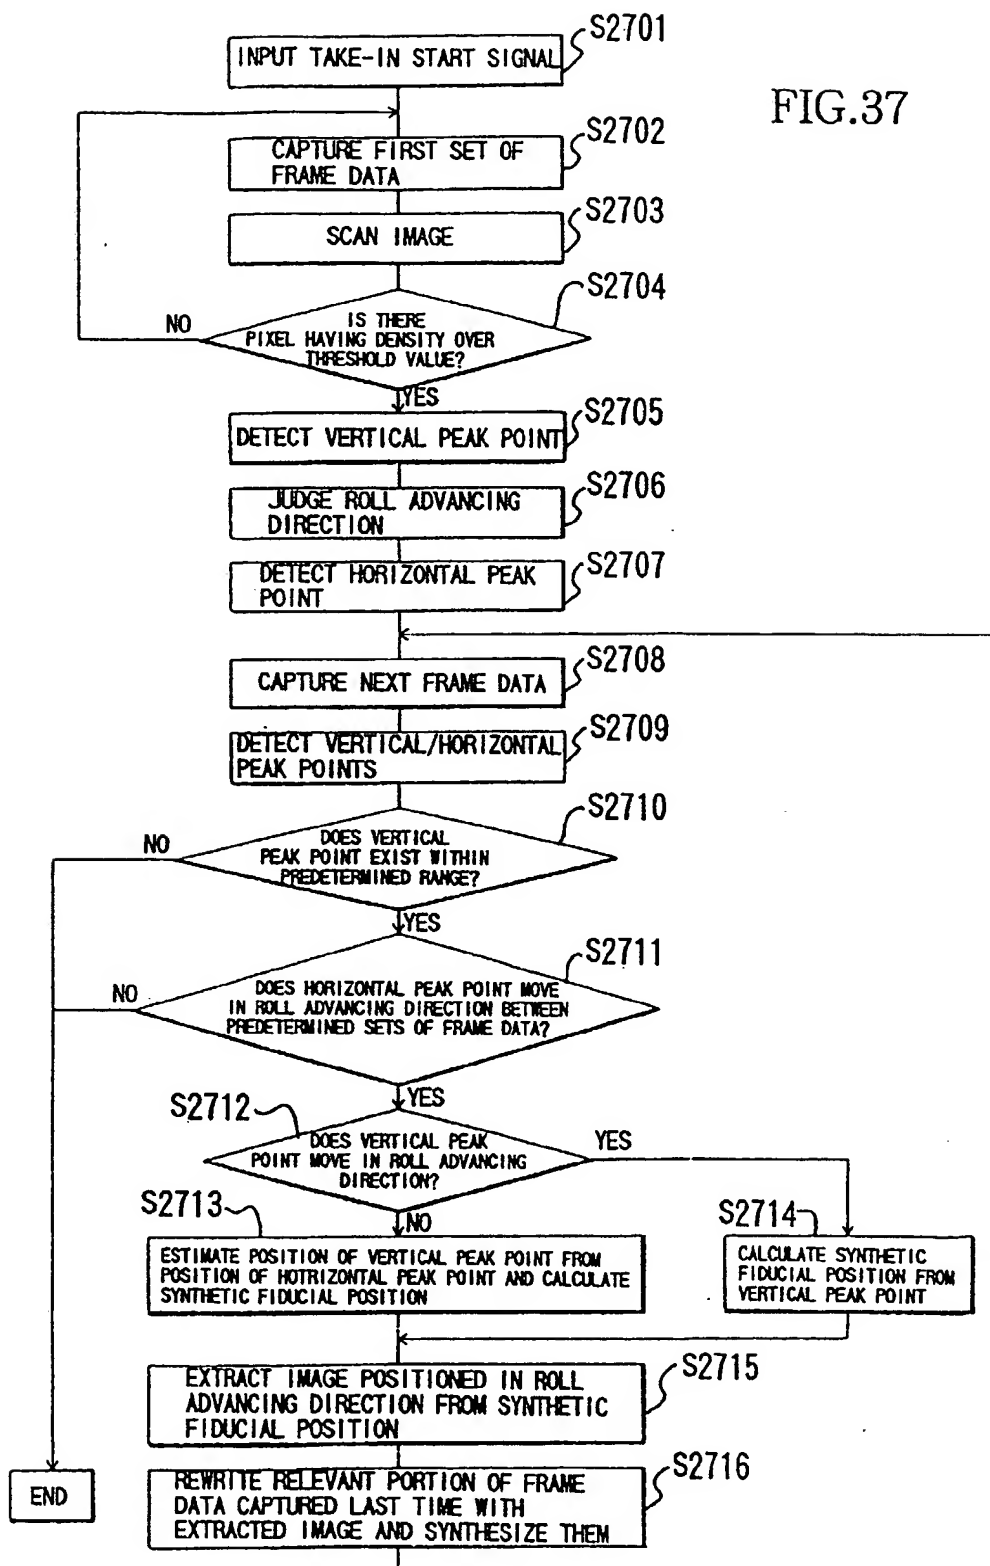 S2701
INPUT TAKE-IN START SIGNAL
FIG.37
S2702
CAPTURE FIRST SET OF
FRAME DATA
S2703
SCAN IMAGE
S2704
NO
IS THERE
PIXEL HAVING DENSITY OVER
THRESHOLD VALUE?
YES
S2705
DETECT VERTICAL PEAK POINT
S2706
JUDGE ROLL ADVANCING
DIRECTION
S2707
DETECT HORIZONTAL PEAK
POINT
S2708
CAPTURE NEXT FRAME DATA
S2709
DETECT VERTICAL/HORIZONTAL
PEAK POINTS
S2710
NO
DOES VERTICAL
PEAK POINT EXIST WITHIN
PREDETERMINED RANGE?
YES
S2711
NO
DOES HORIZONTAL PEAK POINT MOVE
IN ROLL ADVANCING DIRECTION BETWEEN
PREDETERMINED SETS OF FRAME DATA?
YES
S2712
DOES VERTICAL PEAK
POINT MOVE IN ROLL ADVANCING
DIRECTION?
YES
NO
S2713
ESTIMATE POSITION OF VERTICAL PEAK POINT FROM
POSITION OF HOTRIZONTAL PEAK POINT AND CALCULATE
SYNTHETIC FIDUCIAL POSITION
S2714
CALCULATE SYNTHETIC
FIDUCIAL POSITION FROM
VERTICAL PEAK POINT
S2715
EXTRACT IMAGE POSITIONED IN ROLL
ADVANCING DIRECTION FROM SYNTHETIC
FIDUCIAL POSITION
S2716
REWRITE RELEVANT PORTION OF FRAME
DATA CAPTURED LAST TIME WITH
EXTRACTED IMAGE AND SYNTHESIZE THEM
END